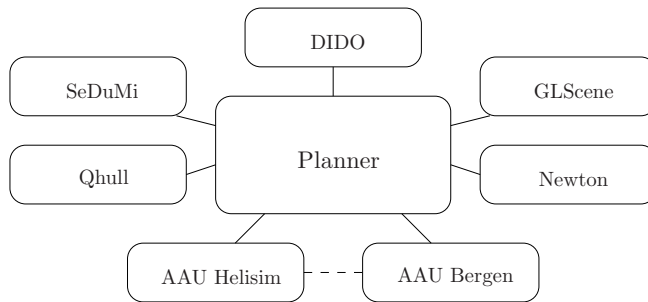 DIDO
SeDuMi
GLScene
Planner
Qhull
Newton
AAU Helisim
AAU Bergen